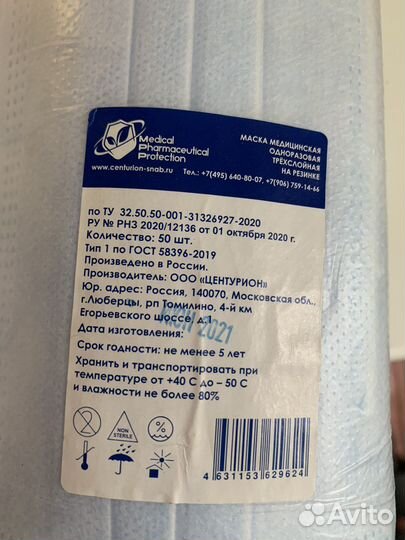 Medical
Pharmaceutical
Protection
www.centurion-snab.ru
МАСКА МЕДИЦИНСКАЯ
ОДНОРАЗОВАЯ
ТРЁХСЛОЙНАЯ
НА РЕЗИНКЕ
Тел.: +7(495) 640-80-07, +7(906) 759-14-66
по ТУ 32.50.50-001-31326927-2020
РУ № РНЗ 2020/12136 от 01 октября 2020 г.
Количество: 50 шт.
Тип 1 по ГОСТ 58396-2019
Произведено в России.
Производитель: ООО «ЦЕНТУРИОН»
Юр. адрес: Россия, 140070, Московская обл.,
г.Люберцы, рп Томилино, 4-й км
Егорьевского шоссе, д.1
ИЮН 2021
Дата изготовления:
Срок годности: не менее 5 лет
Хранить и транспортировать при
температуре от +40 С до – 50 С
и влажности не более 80%
2
NON
STERILE
%
4 631153 629624
Avito